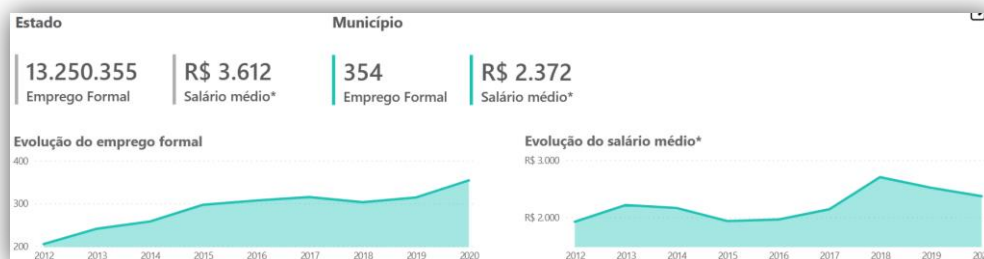 Estado
Município
13.250.355
Emprego Formal
R$ 3.612
Salário médio*
354
Emprego Formal
R$ 2.372
Salário médio*
Evolução do emprego formal
400
300
200
2012 2013 2014 2015 2016 2017 2018 2019 2020
Evolução do salário médio*
R$ 3.000
R$ 2.000
2012 2013 2014 2015 2016 2017 2018 2019